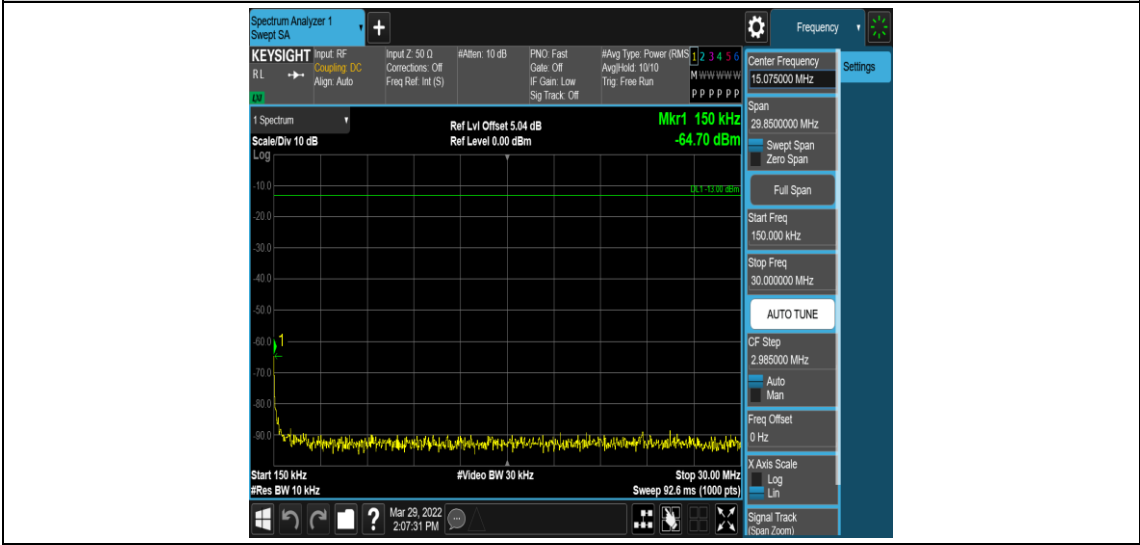 Spectrum Analyzer 1
Swept SA
+
Frequency
KEYSIGHT
RL
LM
Input: RF
Coupling: DC
Align: Auto
Input Z: 50 Ω
Corrections: Off
Freq Ref: Int (S)
#Atten: 10 dB
PNO: Fast
Gate: Off
IF Gain: Low
Sig Track: Off
#Avg Type: Power (RMS
Avg|Hold: 10/10
Trig: Free Run
1 2 3 4 5 6
M W W W W W
P P P P P P
1 Spectrum
Scale/Div 10 dB
Log
Ref Lvl Offset 5.04 dB
Ref Level 0.00 dBm
Mkr1 150 kHz
-64.70 dBm
DL1 -13.00 dBm
-10.0
-20.0
-30.0
-40.0
-50.0
-60.0
1
-70.0
-80.0
-90.0
Start 150 kHz
#Video BW 30 kHz
Stop 30.00 MHz
#Res BW 10 kHz
Sweep 92.6 ms (1000 pts)
Center Frequency
15.075000 MHz
Settings
Span
29.8500000 MHz
Swept Span
Zero Span
Full Span
Start Freq
150.000 kHz
Stop Freq
30.000000 MHz
AUTO TUNE
CF Step
2.985000 MHz
Auto
Man
Freq Offset
0 Hz
X Axis Scale
Log
Lin
Signal Track
(Span Zoom)
?
Mar 29, 2022
2:07:31 PM